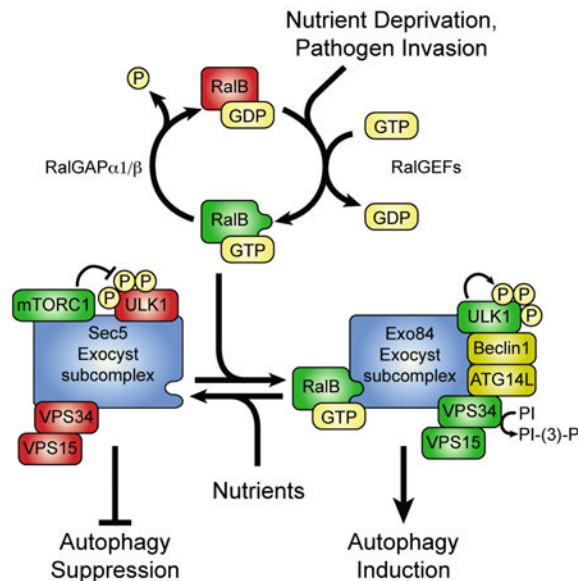 Nutrient Deprivation,
Pathogen Invasion
P
RalB
GDP
GTP
RalGAPα1/β
RalGEFs
RalB
GTP
GDP
P P
P
mTORC1
ULK1
Sec5
Exocyst
subcomplex
VPS34
VPS15
P P
P
ULK1
Exo84
Exocyst
subcomplex
Beclin1
ATG14L
RalB
GTP
VPS34
VPS15
PI
PI-(3)-P
Nutrients
Autophagy
Suppression
Autophagy
Induction